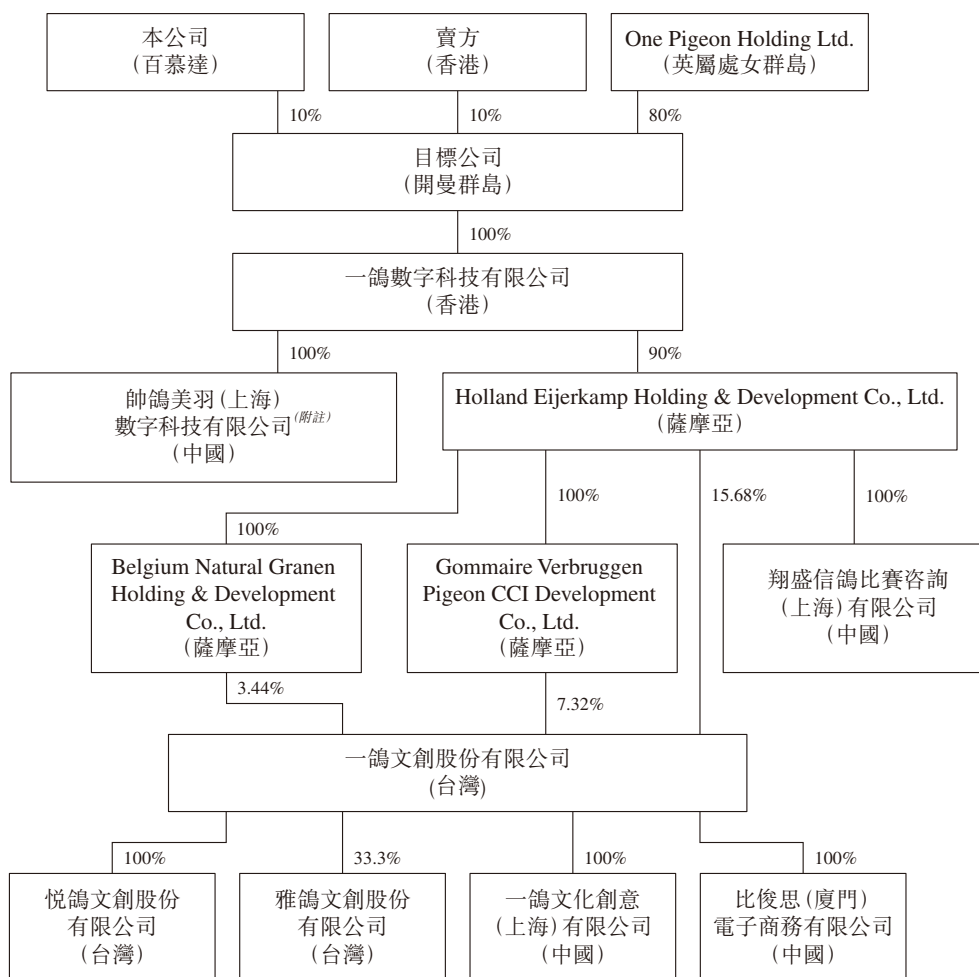 本公司
(百慕達)
賣方
(香港)
One Pigeon Holding Ltd.
(英屬處女群島)
10%
10%
80%
目標公司
(開曼群島)
100%
一鴿數字科技有限公司
(香港)
100%
90%
帥鴿美羽(上海)
數字科技有限公司(附註)
(中國)
Holland Eijerkamp Holding & Development Co., Ltd.
(薩摩亞)
100%
100%
15.68%
100%
Belgium Natural Granen
Holding & Development
Co., Ltd.
(薩摩亞)
Gommaire Verbruggen
Pigeon CCI Development
Co., Ltd.
(薩摩亞)
翔盛信鴿比賽咨詢
(上海)有限公司
(中國)
3.44%
7.32%
一鴿文創股份有限公司
(台灣)
100%
33.3%
100%
100%
悅鴿文創股份
有限公司
(台灣)
雅鴿文創股份
有限公司
(台灣)
一鴿文化創意
(上海)有限公司
(中國)
比俊思(廈門)
電子商務有限公司
(中國)